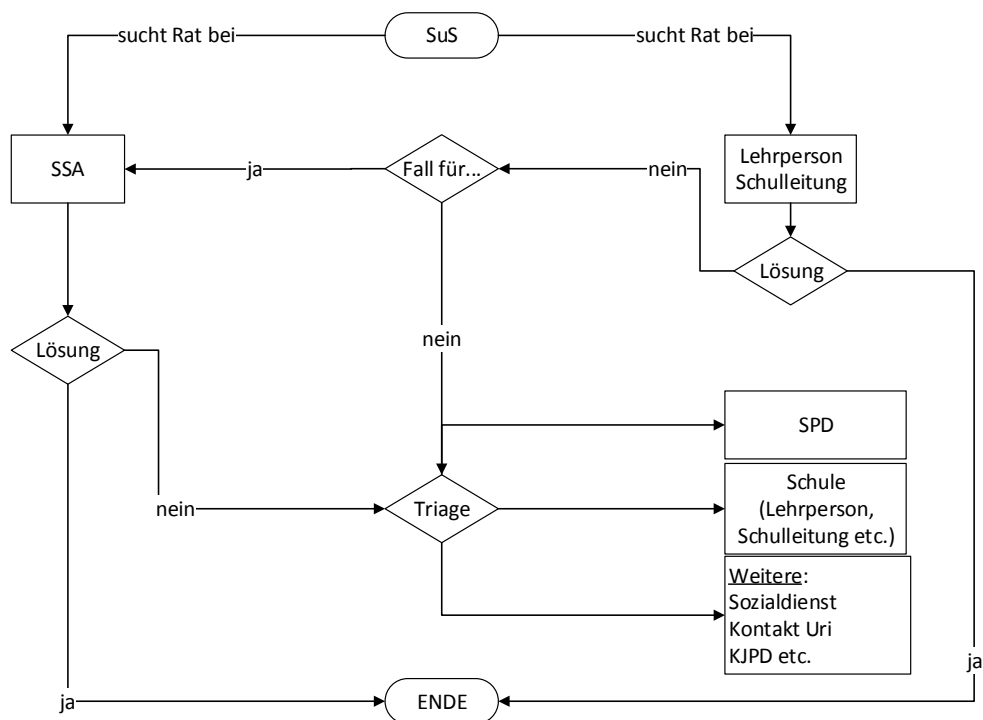 sucht Rat bei
SuS
sucht Rat bei
SSA
ja
Fall für...
nein
Lehrperson
Schulleitung
Lösung
Lösung
nein
SPD
nein
Triage
Schule
(Lehrperson,
Schulleitung etc.)
Weitere:
Sozialdienst
Kontakt Uri
KJPD etc.
ja
ja
ENDE